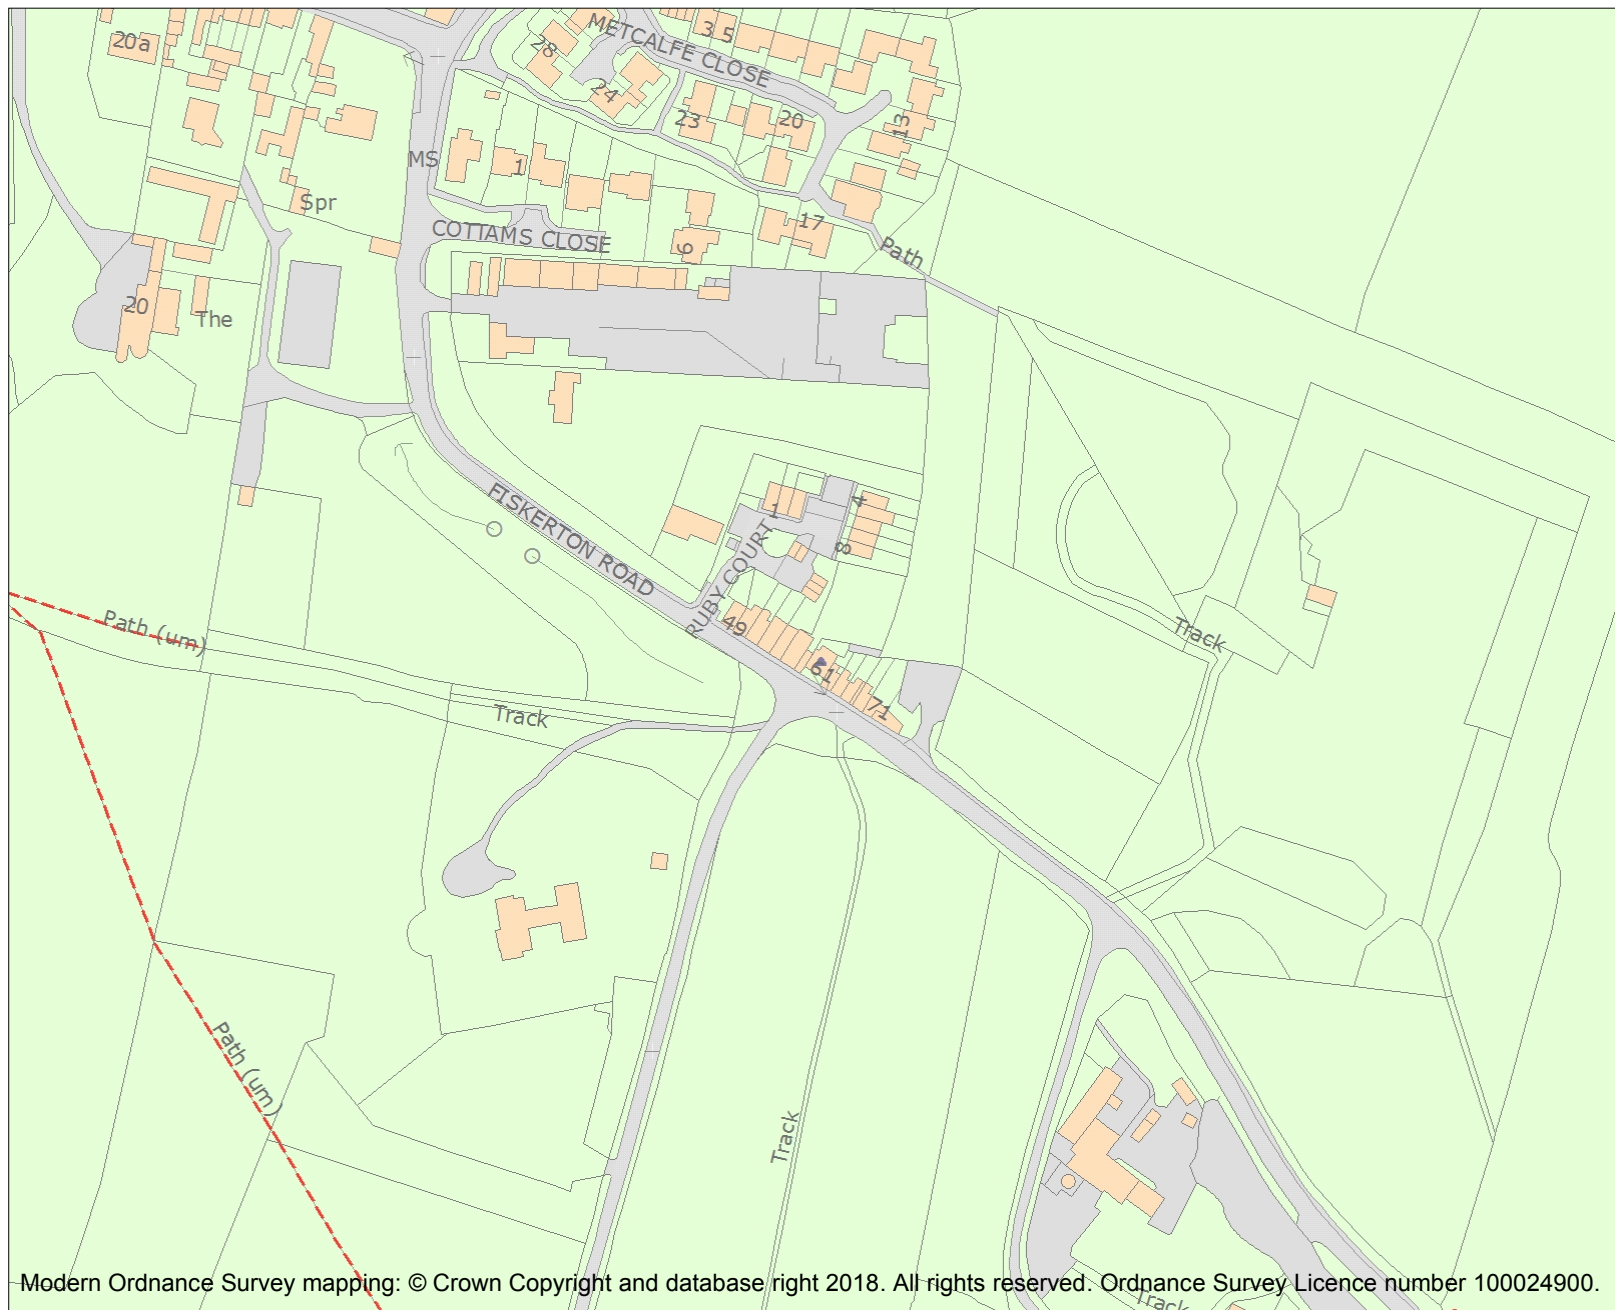 20a
28
METCALFE CLOSE
3 5
24
23
20
13
MS
1
Spr
17
COTTAMS CLOSE
6
Path
20
The
FISKERTON ROAD
1
4
8
RUBY COURT
49
61
71
Path (um)
Track
Track
Path (um)
Track
Track
Modern Ordnance Survey mapping: © Crown Copyright and database right 2018. All rights reserved. Ordnance Survey Licence number 100024900.